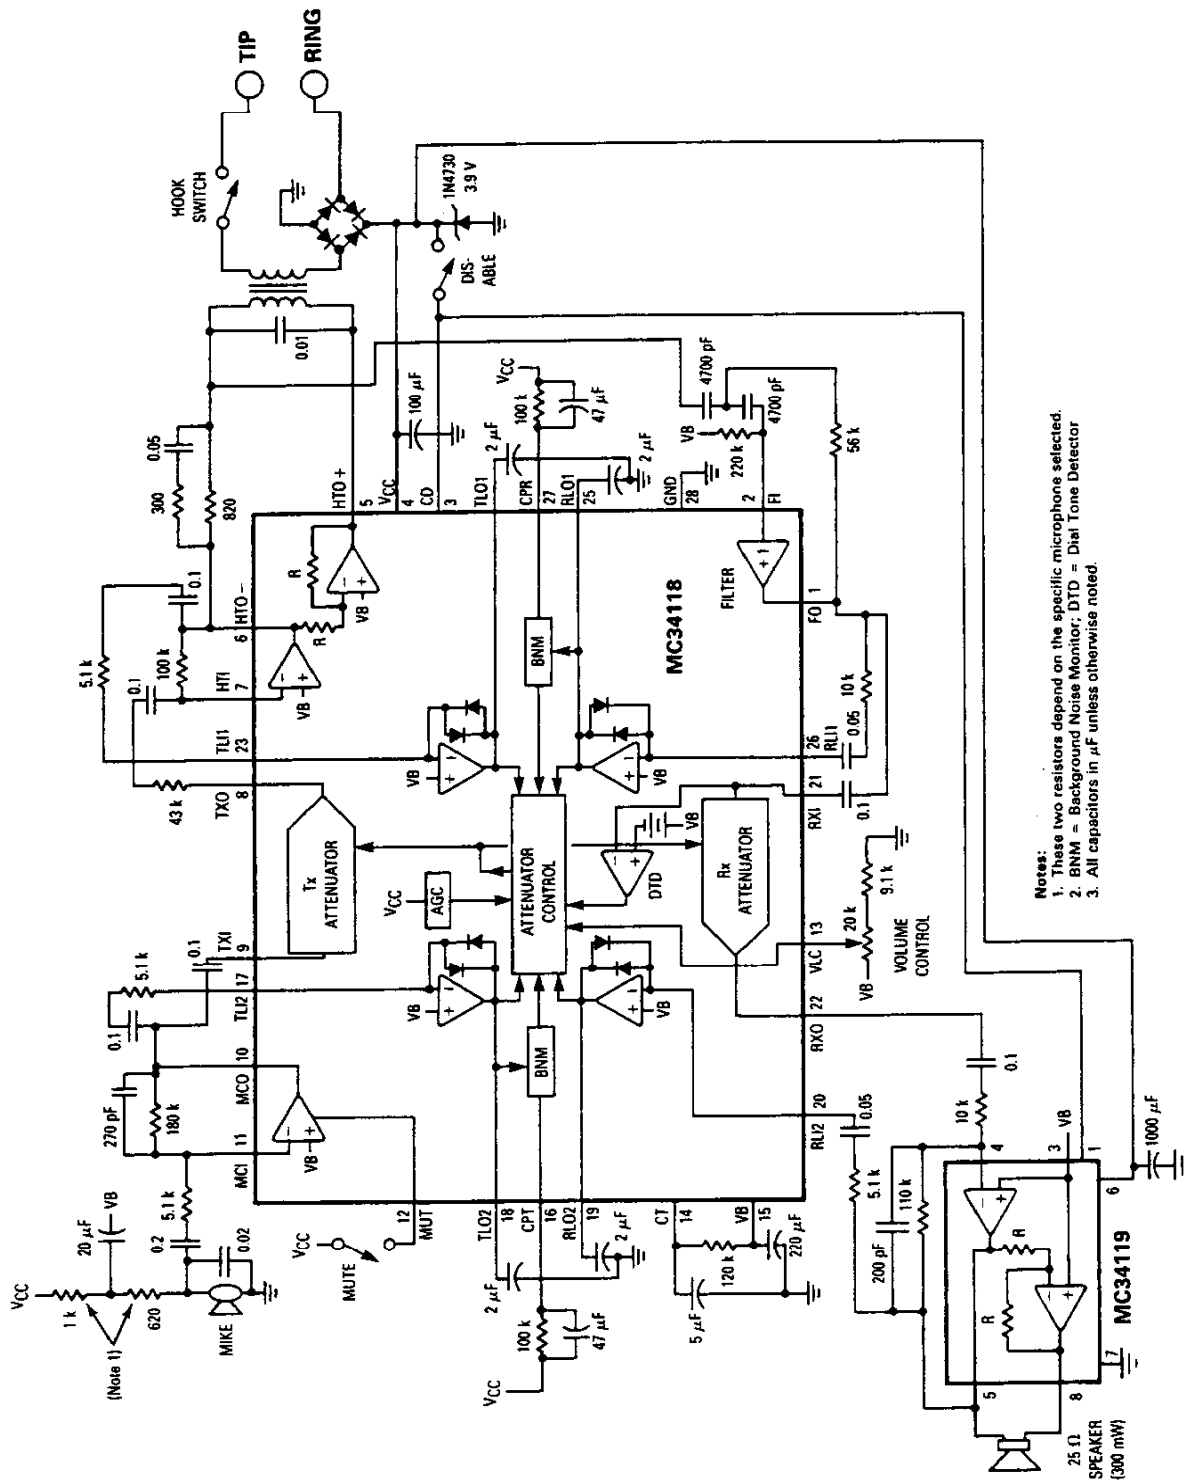 TIP
RING
HOOK
SWITCH
1N4730
3.9 V
DIS-
ABLE
0.01
0.05
300
820
HTO +
5
VCC
4
CD
3
100 µF
TLO1
2 µF
CPR
27
VCC
100 k
47 µF
RLO1
25
2 µF
GND
28
VB
220 k
4700 pF
4700 pF
2
FI
56 k
0.1
HTO −
6
5.1 k
100 k
0.1
HTI
7
TLI1
23
43 k
TXO
8
R
R
VB
VB
VB
BNM
MC34118
FILTER
+ 1
FO
1
10 k
0.05
RLI1
26
VB
21
RXI
0.1
Tx
ATTENUATOR
VCC
AGC
ATTENUATOR
CONTROL
DTD
VB
Rx
ATTENUATOR
VLC
13
VB
20 k
9.1 k
VOLUME
CONTROL
TXI
9
0.1
5.1 k
TLI2
17
0.1
MCO
10
270 pF
180 k
MCI
11
VB
VB
BNM
VB
RXO
22
0.1
10 k
RLI2
20
0.05
5.1 k
200 pF
110 k
VCC
1 k
(Note 1)
620
20 µF
VB
0.2
5.1 k
0.02
MIKE
VCC
MUTE
12
MUT
TLO2
18
2 µF
CPT
16
100 k
VCC
47 µF
RLO2
19
2 µF
CT
14
5 µF
120 k
VB
15
220 µF
4
3
VB
1
6
1000 µF
R
R
MC34119
5
8
7
25 Ω
SPEAKER
(300 mW)
Notes:
1. These two resistors depend on the specific microphone selected.
2. BNM = Background Noise Monitor; DTD = Dial Tone Detector
3. All capacitors in µF unless otherwise noted.